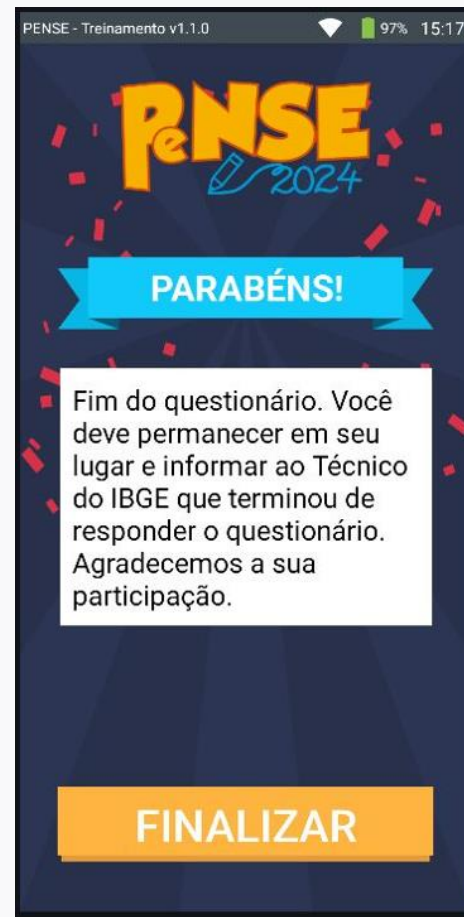 PENSE - Treinamento v1.1.0 97% 15:17
PeNSE
2024
PARABÉNS!
Fim do questionário. Você
deve permanecer em seu
lugar e informar ao Técnico
do IBGE que terminou de
responder o questionário.
Agradecemos a sua
participação.
FINALIZAR